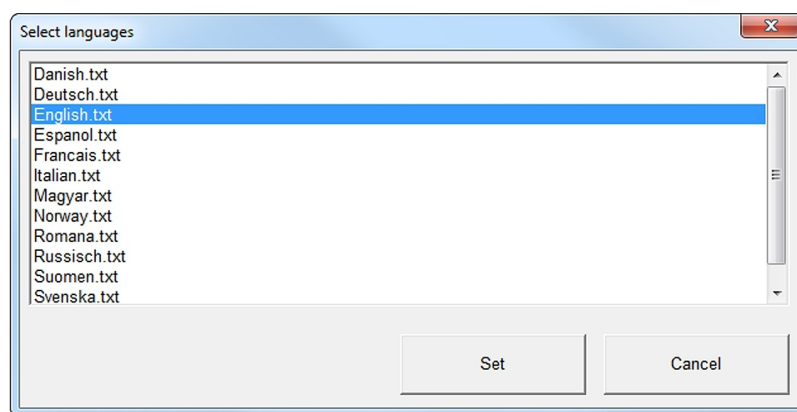 Select languages
Danish.txt
Deutsch.txt
English.txt
Espanol.txt
Francais.txt
Italian.txt
Magyar.txt
Norway.txt
Romana.txt
Russisch.txt
Suomen.txt
Svenska.txt
Set
Cancel